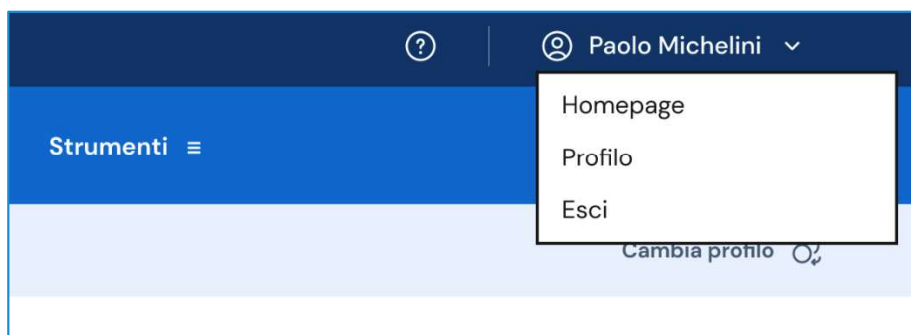 Paolo Michelini
Strumenti
Homepage
Profilo
Esci
Cambia profilo